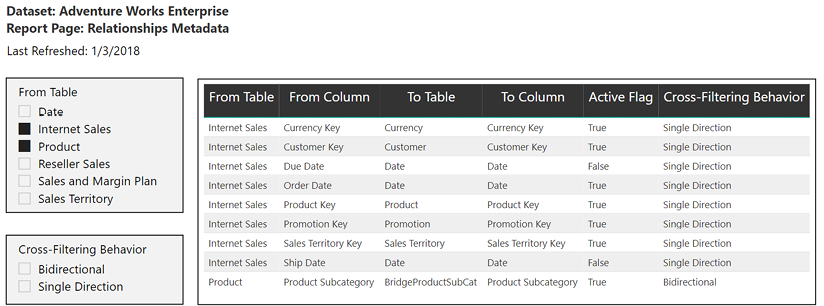 Dataset: Adventure Works Enterprise
Report Page: Relationships Metadata
Last Refreshed: 1/3/2018
From Table
Date
Internet Sales
Product
Reseller Sales
Sales and Margin Plan
Sales Territory
Cross-Filtering Behavior
Bidirectional
Single Direction
From Table From Column To Table To Column Active Flag Cross-Filtering Behavior
Internet Sales Currency Key Currency Currency Key True Single Direction
Internet Sales Customer Key Customer Customer Key True Single Direction
Internet Sales Due Date Date Date False Single Direction
Internet Sales Order Date Date Date True Single Direction
Internet Sales Product Key Product Product Key True Single Direction
Internet Sales Promotion Key Promotion Promotion Key True Single Direction
Internet Sales Sales Territory Key Sales Territory Sales Territory Key True Single Direction
Internet Sales Ship Date Date Date False Single Direction
Product Product Subcategory BridgeProductSubCat Product Subcategory True Bidirectional